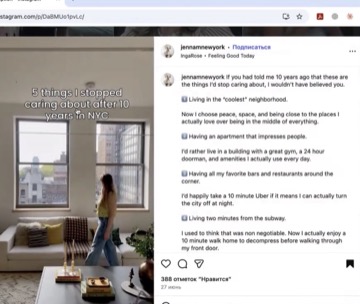 stagram.com/p/DaBMUo1pvLc/
5 things I stopped
caring about after 10
years in NYC.
jennamnewyork • Подписаться
IngaRose • Feeling Good Today
jennamnewyork If you had told me 10 years ago that these are
the things I'd stop caring about, I wouldn't have believed you.
1️⃣ Living in the "coolest" neighborhood.
Now I choose peace, space, and being close to the places I
actually love over being in the middle of everything.
Having an apartment that impresses people.
I'd rather live in a building with a great gym, a 24 hour
doorman, and amenities I actually use every day.
Having all my favorite bars and restaurants around the
corner.
I'd happily take a 10 minute Uber if it means I can actually turn
the city off at night.
Living two minutes from the subway.
I used to think that was non negotiable. Now I actually enjoy a
10 minute walk home to decompress before walking through
my front door.
388 отметок "Нравится"
27 июнь